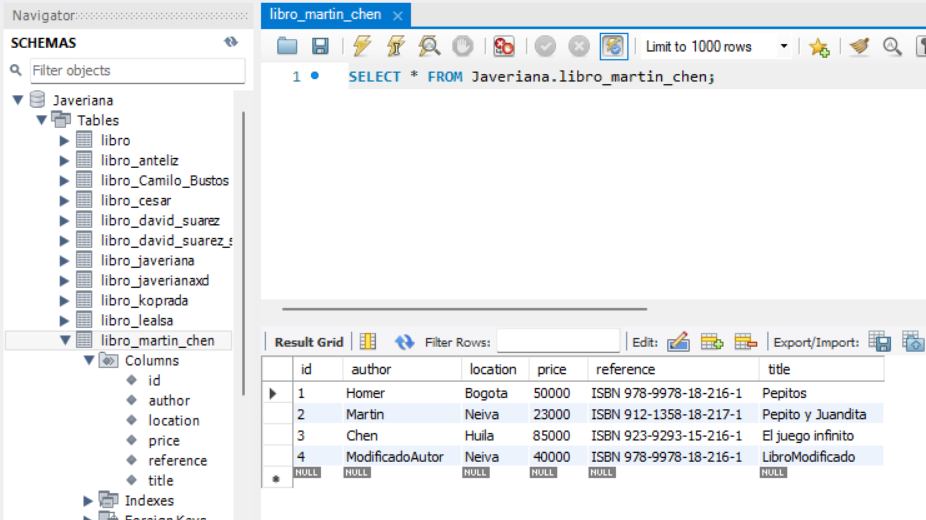 Navigator
SCHEMAS
Filter objects
Javeriana
Tables
libro
libro_anteliz
libro_Camilo_Bustos
libro_cesar
libro_david_suarez
libro_david_suarez_s
libro_javeriana
libro_javerianaxd
libro_koprada
libro_lealsa
libro_martin_chen
Columns
id
author
location
price
reference
title
Indexes
Foreign Keys
libro_martin_chen
Limit to 1000 rows
1 SELECT * FROM Javeriana.libro_martin_chen;
Result Grid Filter Rows: Edit: Export/Import:
id author location price reference title
1 Homer Bogota 50000 ISBN 978-9978-18-216-1 Pepitos
2 Martin Neiva 23000 ISBN 912-1358-18-217-1 Pepito y Juandita
3 Chen Huila 85000 ISBN 923-9293-15-216-1 El juego infinito
4 ModificadoAutor Neiva 40000 ISBN 978-9978-18-216-1 LibroModificado
NULL NULL NULL NULL NULL NULL